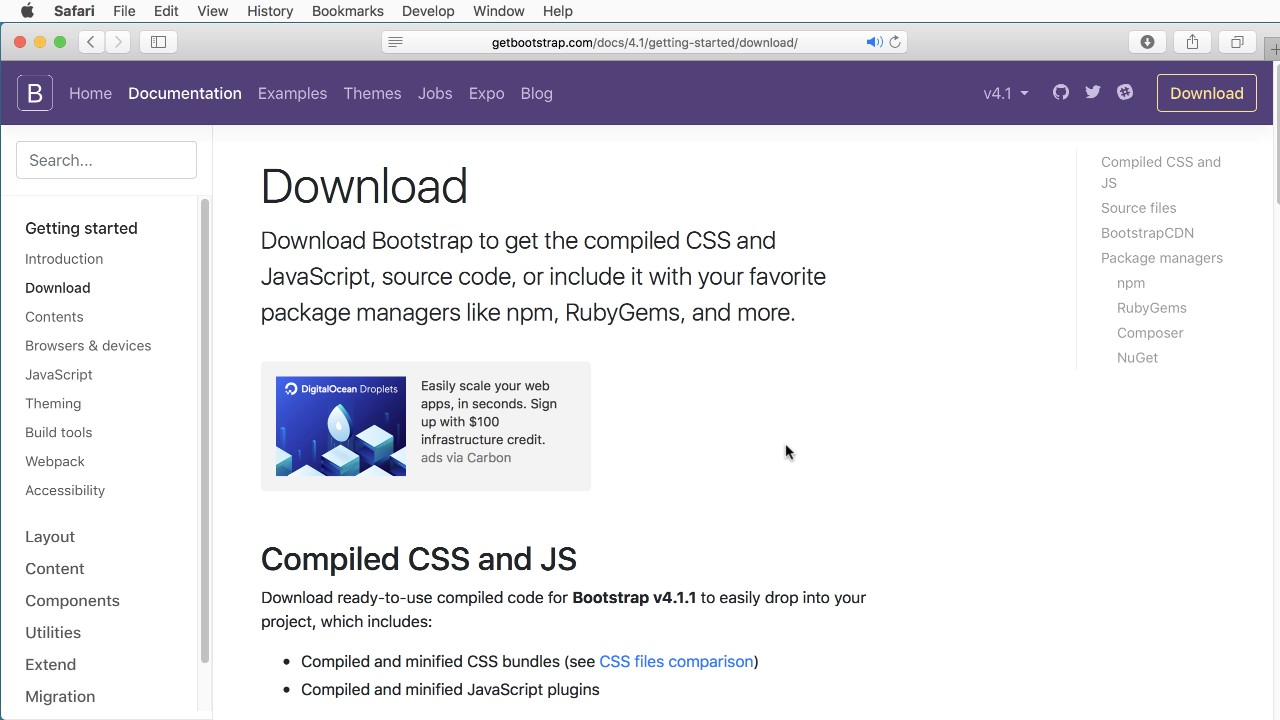 Safari File Edit View History Bookmarks Develop Window Help
getbootstrap.com/docs/4.1/getting-started/download/
B Home Documentation Examples Themes Jobs Expo Blog v4.1 Download
Search...
Getting started
Introduction
Download
Contents
Browsers & devices
JavaScript
Theming
Build tools
Webpack
Accessibility
Layout
Content
Components
Utilities
Extend
Migration
Download
Download Bootstrap to get the compiled CSS and
JavaScript, source code, or include it with your favorite
package managers like npm, RubyGems, and more.
DigitalOcean Droplets
Easily scale your web
apps, in seconds. Sign
up with $100
infrastructure credit.
ads via Carbon
Compiled CSS and JS
Download ready-to-use compiled code for Bootstrap v4.1.1 to easily drop into your
project, which includes:
• Compiled and minified CSS bundles (see CSS files comparison)
• Compiled and minified JavaScript plugins
Compiled CSS and
JS
Source files
BootstrapCDN
Package managers
npm
RubyGems
Composer
NuGet